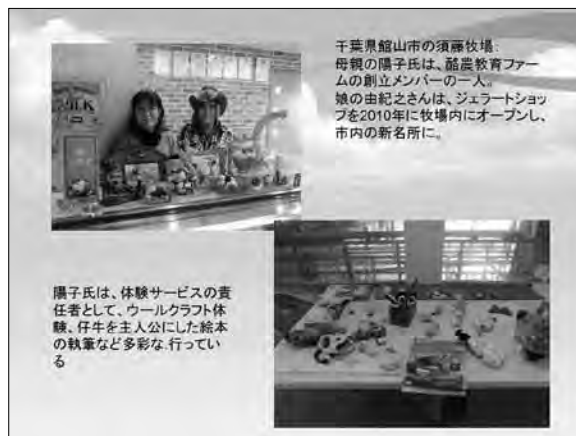 千葉県館山市の須藤牧場：
母親の陽子氏は、酪農教育ファー
ムの創立メンバーの一人。
娘の由紀之さんは、ジェラートショッ
プを2010年に牧場内にオープンし、
市内の新名所に。
陽子氏は、体験サービスの責
任者として、ウールクラフト体
験、仔牛を主人公にした絵本
の執筆など多彩な.行ってい
る